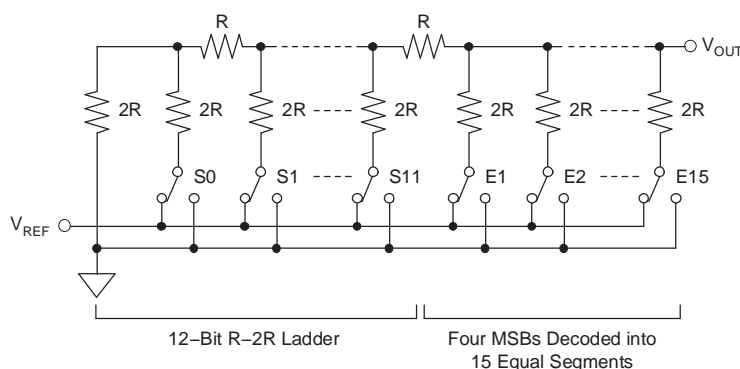 R
R
V_OUT
2R
2R
2R
2R
2R
2R
2R
S0
S1
S11
E1
E2
E15
V_REF
12–Bit R–2R Ladder
Four MSBs Decoded into
15 Equal Segments